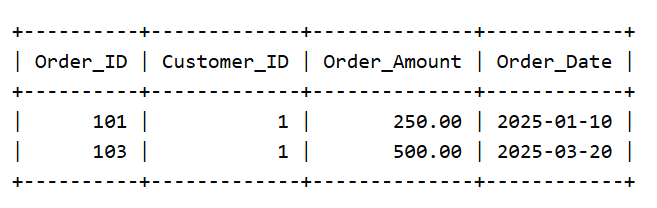 +----------+-------------+--------------+------------+
| Order_ID | Customer_ID | Order_Amount | Order_Date |
+----------+-------------+--------------+------------+
|      101 |           1 |       250.00 | 2025-01-10 |
|      103 |           1 |       500.00 | 2025-03-20 |
+----------+-------------+--------------+------------+